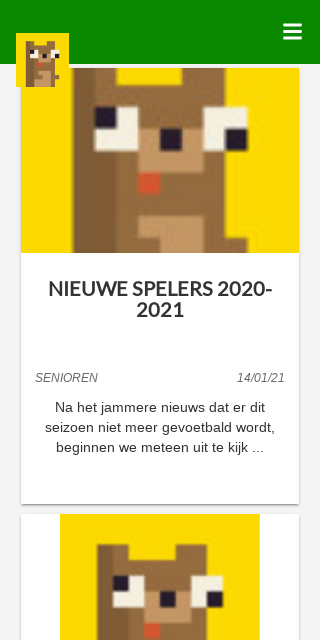 NIEUWE SPELERS 2020-
2021
SENIOREN 14/01/21
Na het jammere nieuws dat er dit
seizoen niet meer gevoetbald wordt,
beginnen we meteen uit te kijk ...